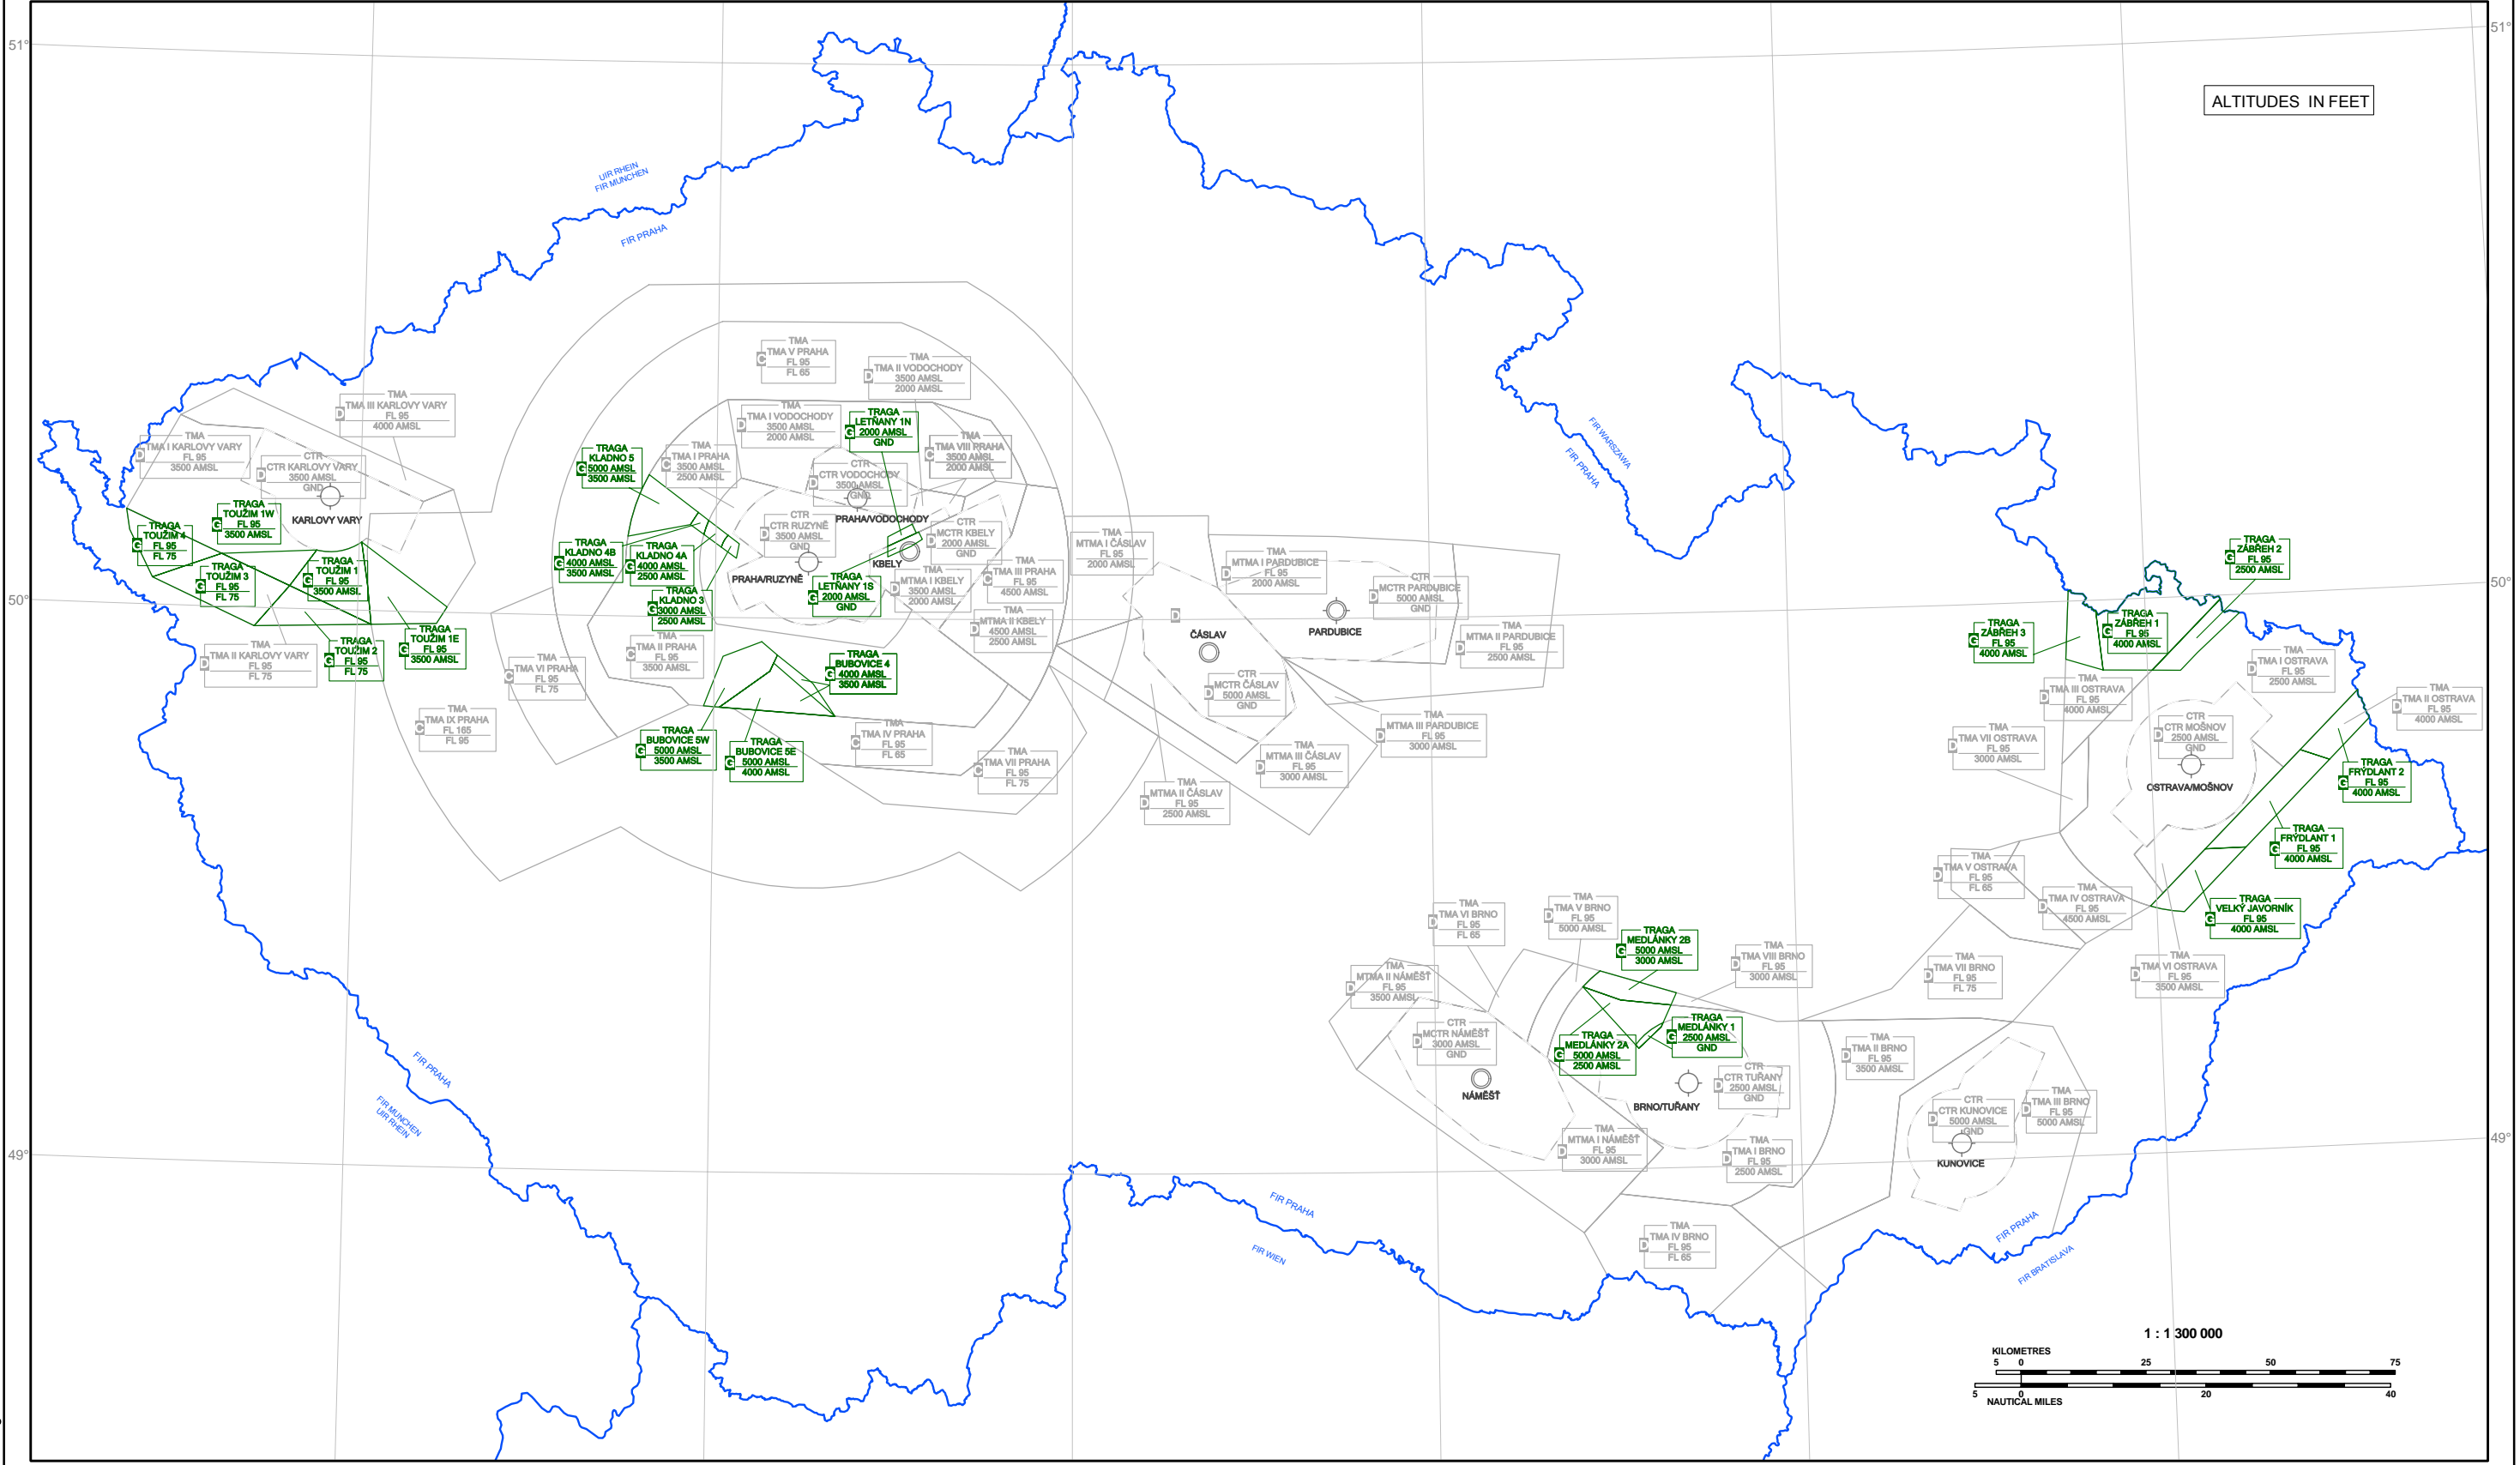 51°
51°
ALTITUDES IN FEET
UIR RHEIN
FIR MUNCHEN
FIR PRAHA
TMA
TMA V PRAHA
C
FL 95
FL 65
TMA
TMA II VODOCHODY
D
3500 AMSL
2000 AMSL
TMA
TMA III KARLOVY VARY
D
FL 95
4000 AMSL
TMA
TMA I VODOCHODY
D
3500 AMSL
2000 AMSL
TRAGA
LETŇANY 1N
G
2000 AMSL
GND
TMA
TMA I KARLOVY VARY
D
FL 95
3500 AMSL
CTR
CTR KARLOVY VARY
D
3500 AMSL
GND
KARLOVY VARY
TRAGA
KLADNO 5
G
5000 AMSL
3500 AMSL
TMA
TMA I PRAHA
C
3500 AMSL
2500 AMSL
CTR
CTR VODOCHODY
D
3500 AMSL
GND
PRAHA/VODOCHODY
TMA
TMA VIII PRAHA
C
3500 AMSL
2000 AMSL
FIR WARSZAWA
FIR PRAHA
TRAGA
TOUŽIM 4
G
FL 95
FL 75
TRAGA
TOUŽIM 1W
G
FL 95
3500 AMSL
TRAGA
TOUŽIM 3
G
FL 95
FL 75
TRAGA
TOUŽIM 1
G
FL 95
3500 AMSL
TRAGA
KLADNO 4B
G
4000 AMSL
3500 AMSL
TRAGA
KLADNO 4A
G
4000 AMSL
2500 AMSL
TRAGA
KLADNO 3
G
3000 AMSL
2500 AMSL
CTR
CTR RUZYNĚ
D
3500 AMSL
GND
PRAHA/RUZYNĚ
CTR
MCTR KBELY
D
2000 AMSL
GND
KBELY
TRAGA
LETŇANY 1S
G
2000 AMSL
GND
TMA
MTMA I KBELY
D
3500 AMSL
2000 AMSL
TMA
TMA III PRAHA
C
FL 95
4500 AMSL
TMA
MTMA II KBELY
D
4500 AMSL
2500 AMSL
TMA
MTMA I ČÁSLAV
FL 95
2000 AMSL
D
TMA
MTMA I PARDUBICE
D
FL 95
2000 AMSL
CTR
MCTR PARDUBICE
D
5000 AMSL
GND
PARDUBICE
ČÁSLAV
TMA
MTMA II PARDUBICE
D
FL 95
2500 AMSL
TRAGA
ZÁBŘEH 2
G
FL 95
2500 AMSL
TRAGA
ZÁBŘEH 3
G
FL 95
4000 AMSL
TRAGA
ZÁBŘEH 1
G
FL 95
4000 AMSL
50°
50°
TMA
TMA II KARLOVY VARY
D
FL 95
FL 75
TRAGA
TOUŽIM 2
G
FL 95
FL 75
TRAGA
TOUŽIM 1E
G
FL 95
3500 AMSL
TMA
TMA VI PRAHA
C
FL 95
FL 75
TMA
TMA II PRAHA
C
FL 95
3500 AMSL
TRAGA
BUBOVICE 4
G
4000 AMSL
3500 AMSL
TMA
TMA IX PRAHA
C
FL 165
FL 95
TRAGA
BUBOVICE 5W
G
5000 AMSL
3500 AMSL
TRAGA
BUBOVICE 5E
G
5000 AMSL
4000 AMSL
TMA
TMA IV PRAHA
C
FL 95
FL 65
TMA
TMA VII PRAHA
C
FL 95
FL 75
CTR
MCTR ČÁSLAV
D
5000 AMSL
GND
TMA
MTMA II ČÁSLAV
D
FL 95
2500 AMSL
TMA
MTMA III ČÁSLAV
D
FL 95
3000 AMSL
TMA
MTMA III PARDUBICE
D
FL 95
3000 AMSL
TMA
TMA I OSTRAVA
D
FL 95
2500 AMSL
TMA
TMA II OSTRAVA
D
FL 95
4000 AMSL
TMA
TMA III OSTRAVA
D
FL 95
4000 AMSL
TMA
TMA VII OSTRAVA
D
FL 95
3000 AMSL
CTR
CTR MOŠNOV
D
2500 AMSL
GND
OSTRAVA/MOŠNOV
TRAGA
FRÝDLANT 2
G
FL 95
4000 AMSL
TRAGA
FRÝDLANT 1
G
FL 95
4000 AMSL
TMA
TMA V OSTRAVA
D
FL 95
FL 65
TMA
TMA IV OSTRAVA
D
FL 95
4500 AMSL
TRAGA
VELKÝ JAVORNÍK
G
FL 95
4000 AMSL
TMA
TMA VI OSTRAVA
D
FL 95
3500 AMSL
TMA
TMA VI BRNO
D
FL 95
FL 65
TMA
TMA V BRNO
D
FL 95
5000 AMSL
TRAGA
MEDLÁNKY 2B
G
5000 AMSL
3000 AMSL
TMA
TMA VIII BRNO
D
FL 95
3000 AMSL
TMA
TMA VII BRNO
D
FL 95
FL 75
TMA
MTMA II NÁMĚŠŤ
D
FL 95
3500 AMSL
CTR
MCTR NÁMĚŠŤ
D
3000 AMSL
GND
NÁMĚŠŤ
TRAGA
MEDLÁNKY 2A
G
5000 AMSL
2500 AMSL
TRAGA
MEDLÁNKY 1
G
2500 AMSL
GND
TMA
TMA II BRNO
D
FL 95
3500 AMSL
CTR
CTR TUŘANY
D
2500 AMSL
GND
BRNO/TUŘANY
CTR
CTR KUNOVICE
D
5000 AMSL
GND
KUNOVICE
TMA
TMA III BRNO
D
FL 95
5000 AMSL
TMA
MTMA I NÁMĚŠŤ
D
FL 95
3000 AMSL
TMA
TMA I BRNO
D
FL 95
2500 AMSL
TMA
TMA IV BRNO
D
FL 95
FL 65
FIR PRAHA
FIR MUNCHEN
UIR RHEIN
49°
49°
FIR PRAHA
FIR WIEN
FIR PRAHA
FIR BRATISLAVA
1 : 1 300 000
KILOMETRES
5 0 25 50 75
5 0 20 40
NAUTICAL MILES